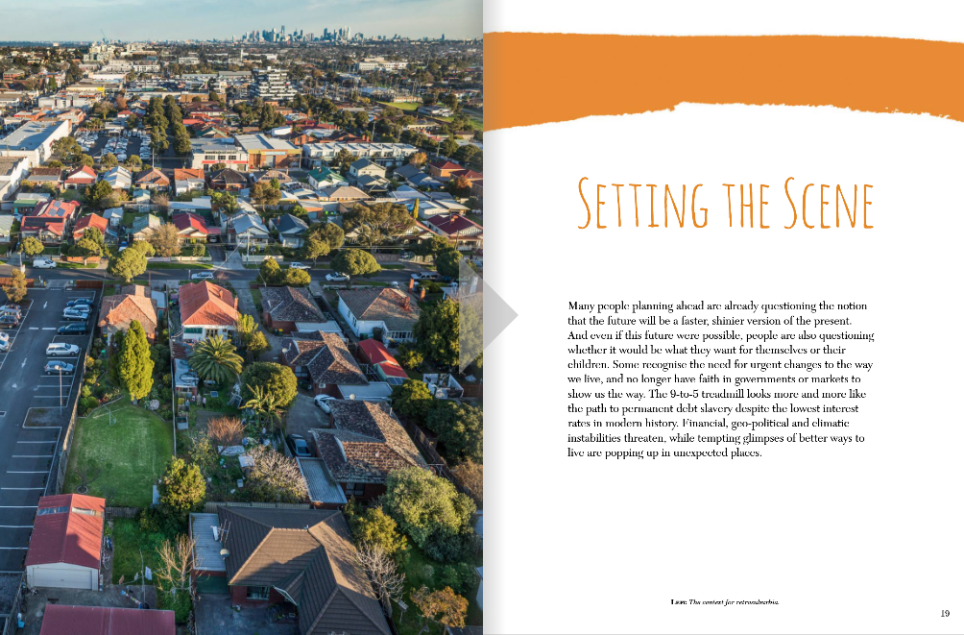 SETTING THE SCENE
Many people planning ahead are already questioning the notion
that the future will be a faster, shinier version of the present.
And even if this future were possible, people are also questioning
whether it would be what they want for themselves or their
children. Some recognise the need for urgent changes to the way
we live, and no longer have faith in governments or markets to
show us the way. The 9-to-5 treadmill looks more and more like
the path to permanent debt slavery despite the lowest interest
rates in modern history. Financial, geo-political and climatic
instabilities threaten, while tempting glimpses of better ways to
live are popping up in unexpected places.
Left: The context for retrosuburbia.
19